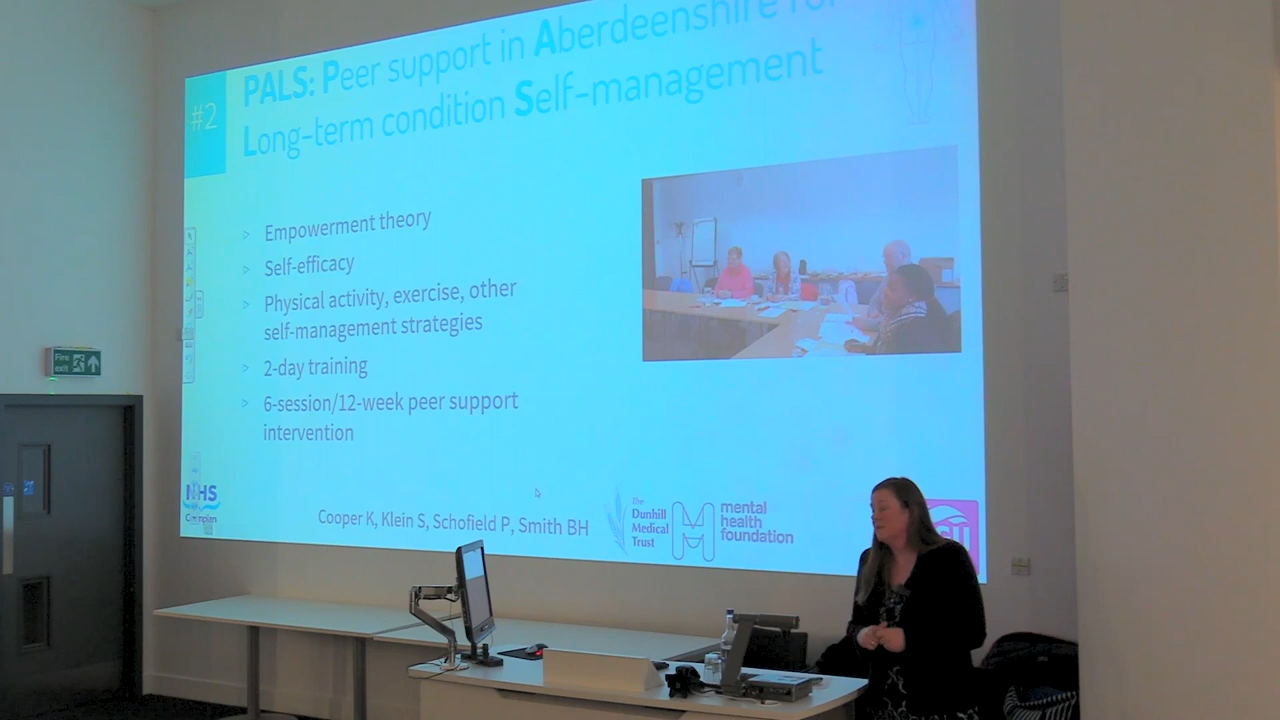 #2
PALS: Peer support in Aberdeenshire for
Long-term condition Self-management
▹ Empowerment theory
▹ Self-efficacy
▹ Physical activity, exercise, other
self-management strategies
▹ 2-day training
▹ 6-session/12-week peer support
intervention
NHS
Grampian
Cooper K, Klein S, Schofield P, Smith BH
The
Dunhill
Medical
Trust
mental
health
foundation
Fire
exit